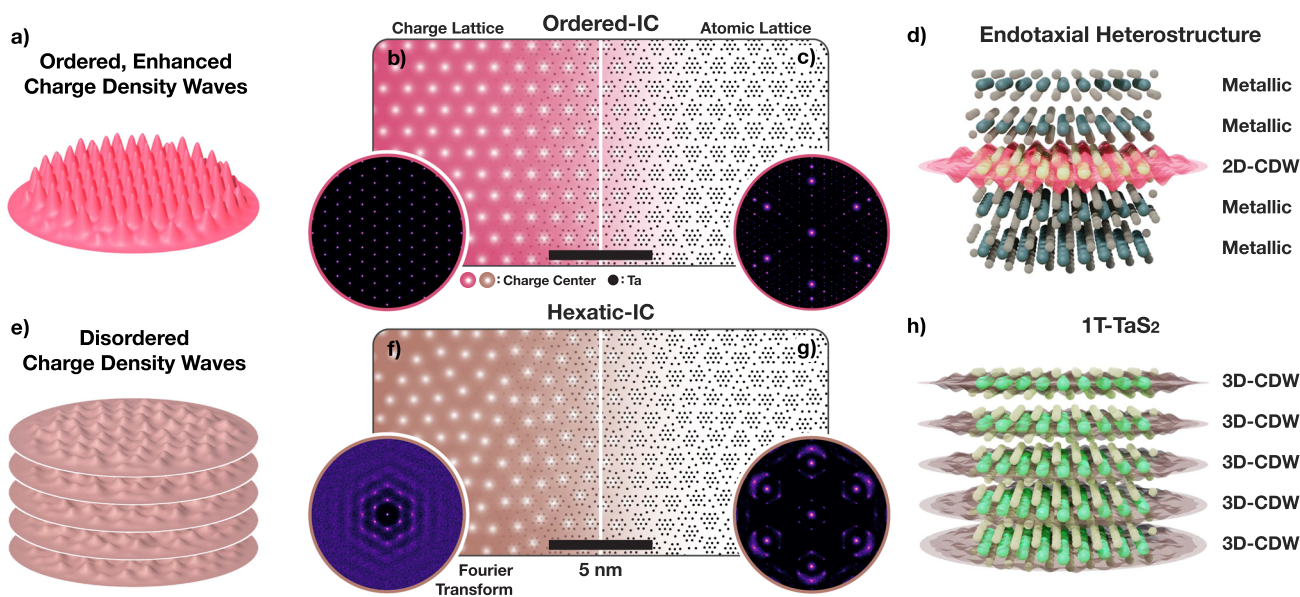 a)
Ordered, Enhanced
Charge Density Waves
Charge Lattice
Ordered-IC
Atomic Lattice
b)
c)
: Charge Center
: Ta
d)
Endotaxial Heterostructure
Metallic
Metallic
2D-CDW
Metallic
Metallic
e)
Disordered
Charge Density Waves
Hexatic-IC
f)
g)
Fourier
Transform
5 nm
h)
1T-TaS2
3D-CDW
3D-CDW
3D-CDW
3D-CDW
3D-CDW